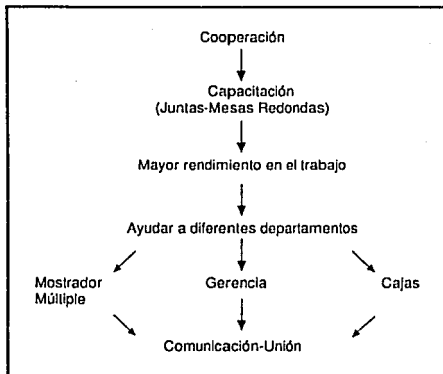 Cooperación
Capacitación
(Juntas-Mesas Redondas)
Mayor rendimiento en el trabajo
Ayudar a diferentes departamentos
Mostrador
Múltiple
Gerencia
Cajas
Comunicación-Unión